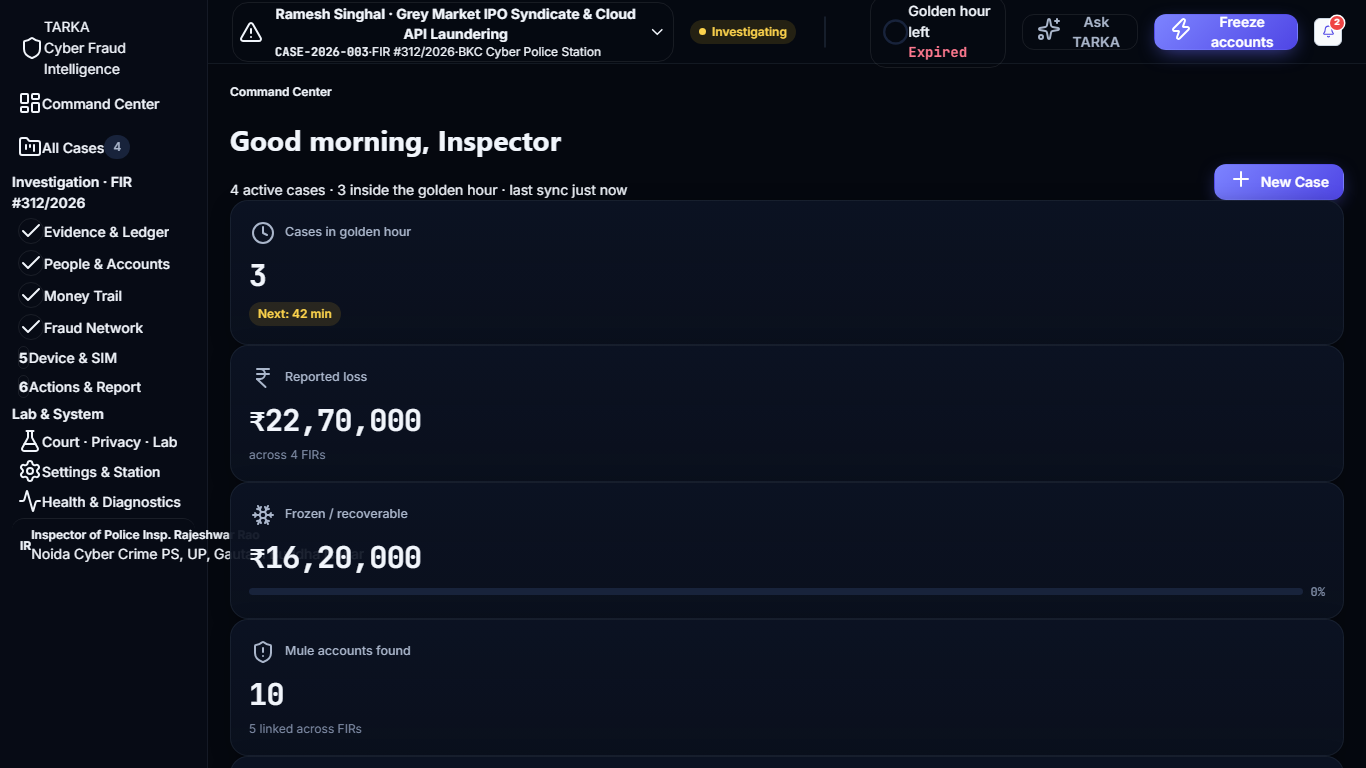 TARKA
Cyber Fraud
Intelligence
Command Center
All Cases 4
Investigation · FIR
#312/2026
Evidence & Ledger
People & Accounts
Money Trail
Fraud Network
5 Device & SIM
6 Actions & Report
Lab & System
Court · Privacy · Lab
Settings & Station
Health & Diagnostics
IR
Inspector of Police Insp. Rajeshwar Rao
Noida Cyber Crime PS, UP,
Ramesh Singhal · Grey Market IPO Syndicate & Cloud
API Laundering
CASE-2026-003·FIR #312/2026·BKC Cyber Police Station
Investigating
Golden hour
left
Expired
Ask
TARKA
Freeze
accounts
2
Command Center
Good morning, Inspector
4 active cases · 3 inside the golden hour · last sync just now
New Case
Cases in golden hour
3
Next: 42 min
Reported loss
₹22,70,000
across 4 FIRs
Frozen / recoverable
₹16,20,000
0%
Mule accounts found
10
5 linked across FIRs